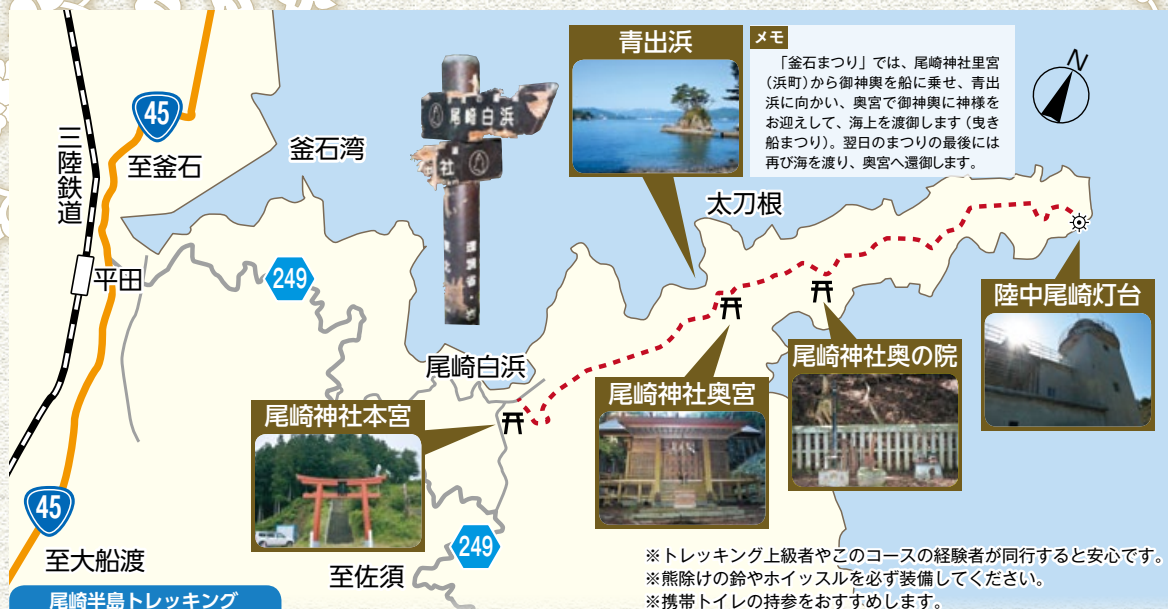 45
三陸鉄道
至釜石
釜石湾
平田
249
尾崎白浜
社
青出浜
メモ
「釜石まつり」では、尾崎神社里宮
(浜町)から御神輿を船に乗せ、青出
浜に向かい、奥宮で御神輿に神様を
お迎えして、海上を渡御します(曳き
船まつり)。翌日のまつりの最後には
再び海を渡り、奥宮へ還御します。
N
太刀根
陸中尾崎灯台
尾崎神社奥の院
尾崎神社奥宮
尾崎白浜
尾崎神社本宮
45
至大船渡
249
至佐須
※トレッキング上級者やこのコースの経験者が同行すると安心です。
※熊除けの鈴やホイッスルを必ず装備してください。
※携帯トイレの持参をおすすめします。
尾崎半島トレッキング